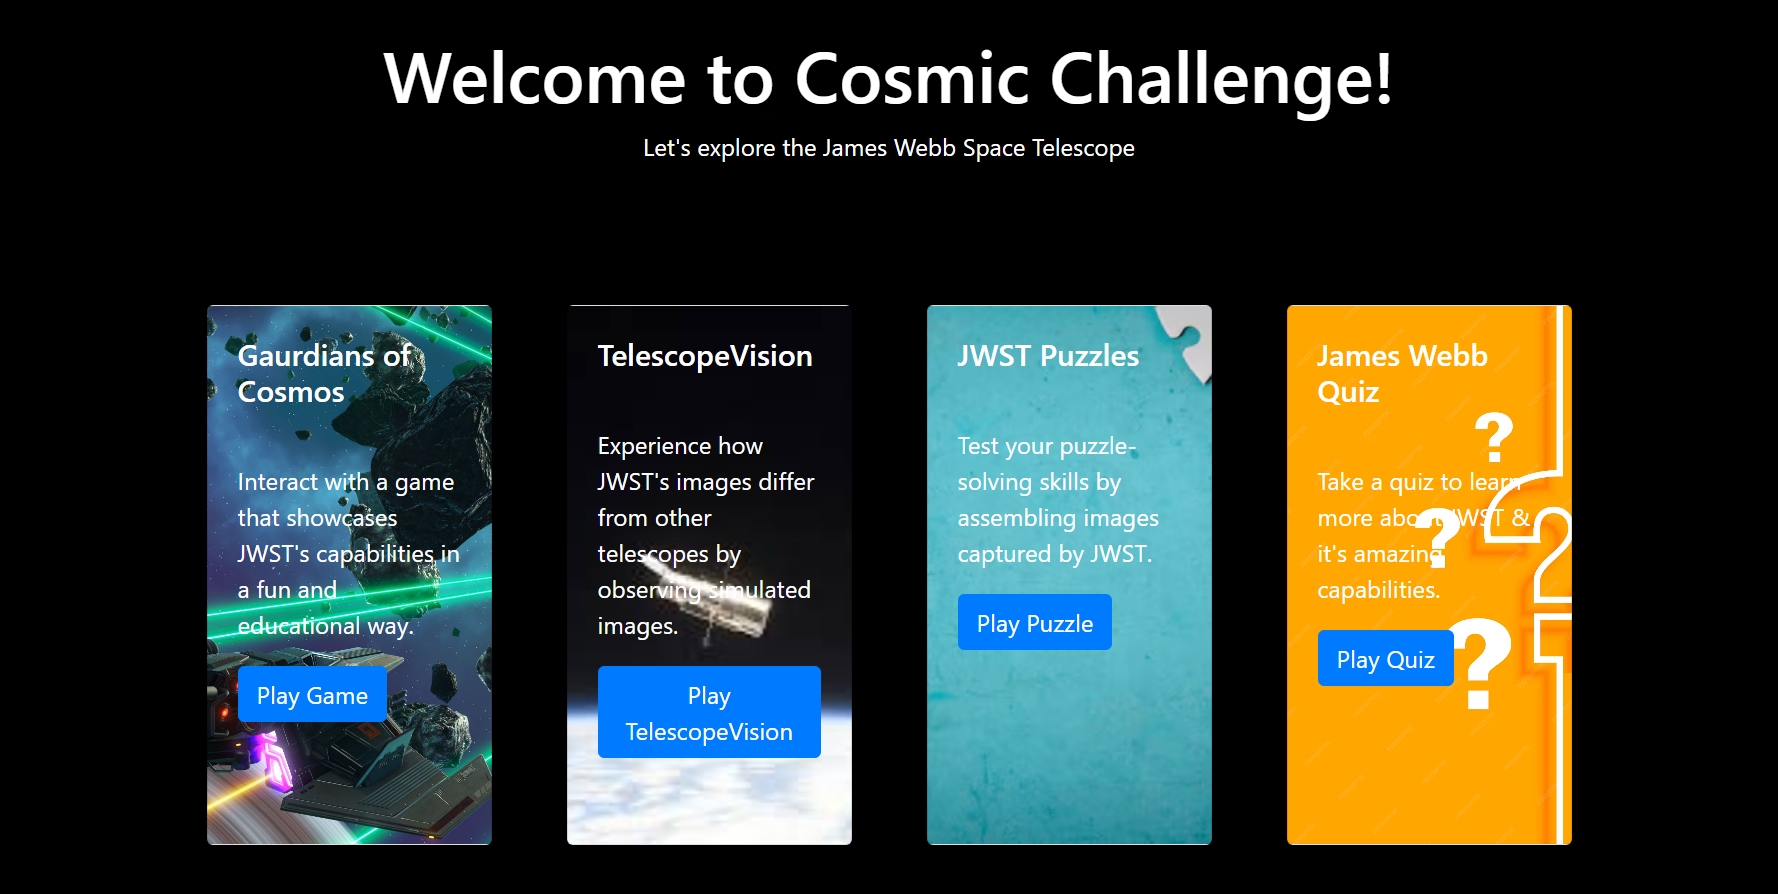 Welcome to Cosmic Challenge!
Let's explore the James Webb Space Telescope
Gaurdians of
Cosmos
Interact with a game
that showcases
JWST's capabilities in
a fun and
educational way.
Play Game
TelescopeVision
Experience how
JWST's images differ
from other
telescopes by
observing simulated
images.
Play
TelescopeVision
JWST Puzzles
Test your puzzle-
solving skills by
assembling images
captured by JWST.
Play Puzzle
James Webb
Quiz
?
Take a quiz to learn
more about JWST &
it's amazing
capabilities.
?
?
?
Play Quiz